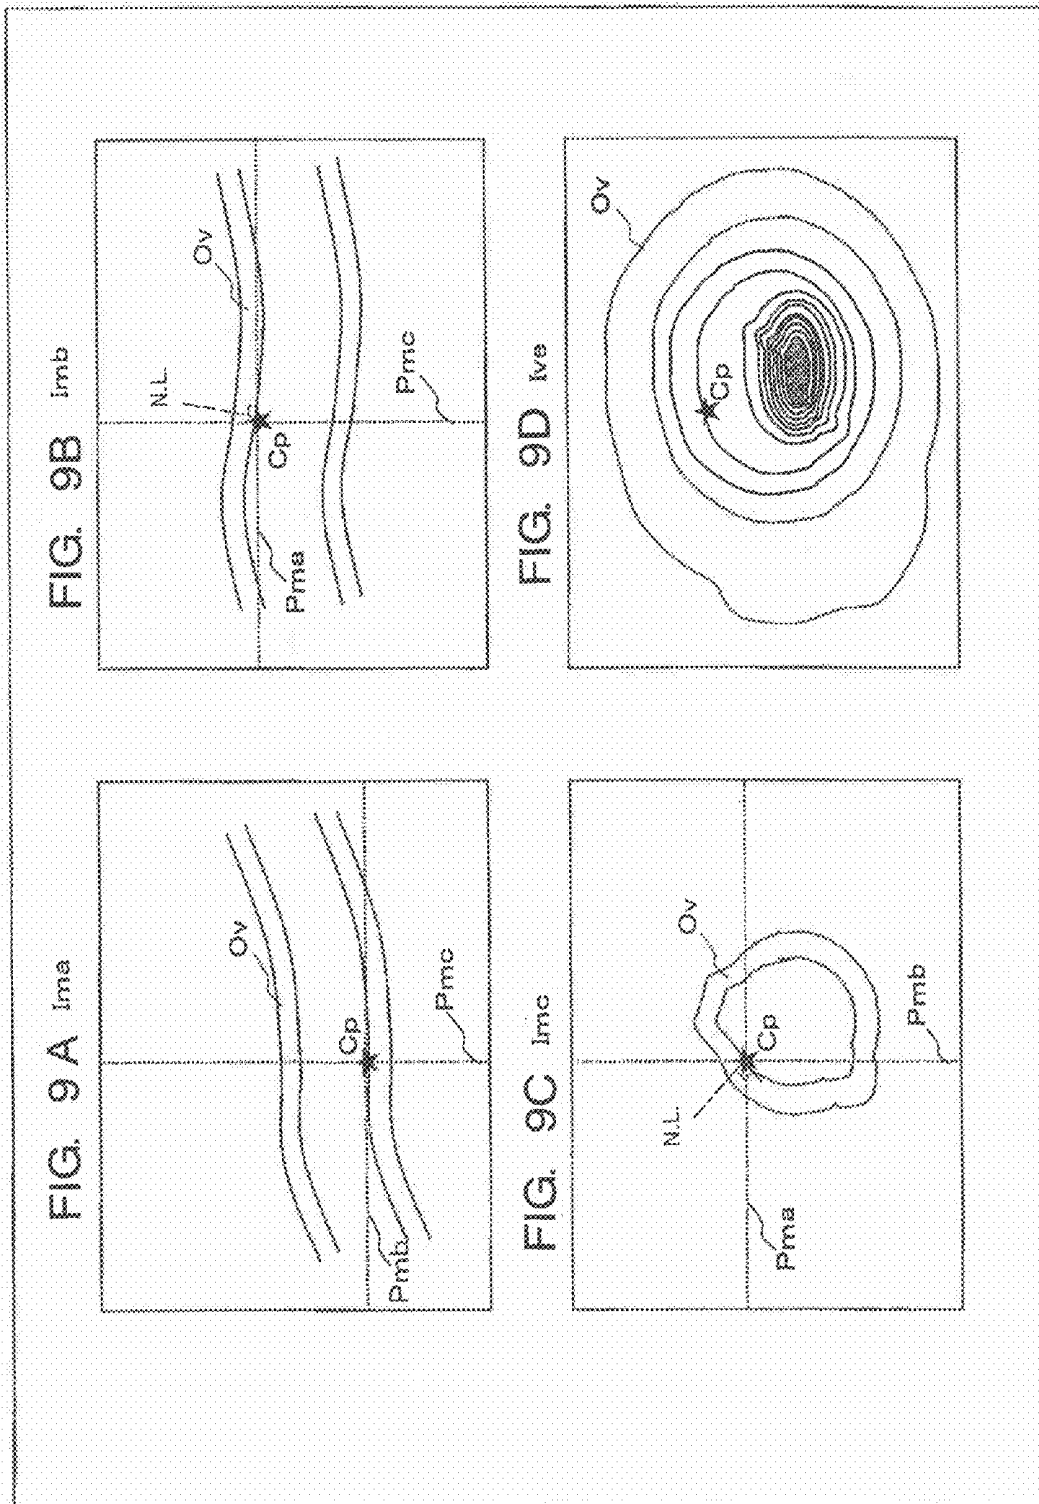 FIG. 9A Ima
Ov
Cp
Pmb
Pmc
FIG. 9B Imb
N.L.
Ov
Cp
Pma
Pmc
FIG. 9C Imc
N.L.
Ov
Cp
Pma
Pmb
FIG. 9D Ive
Ov
Cp